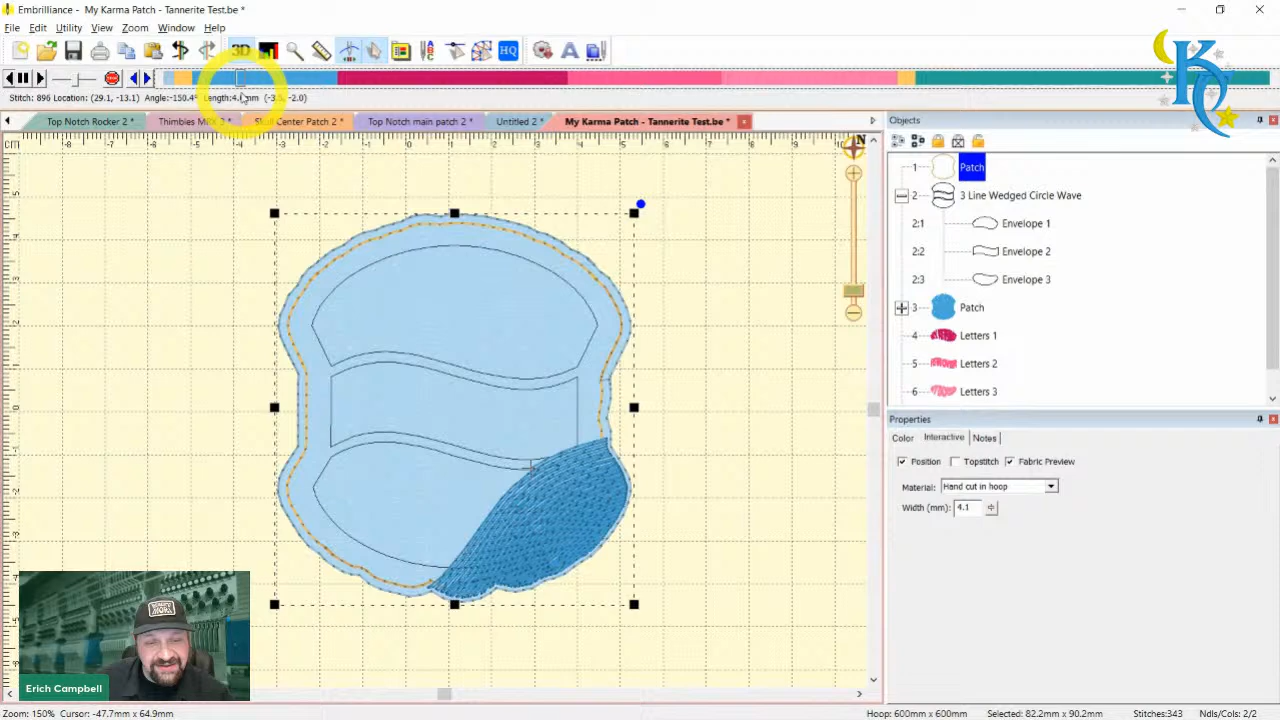 Embrilliance - My Karma Patch - Tannerite Test.be *
File Edit Utility View Zoom Window Help
3D HQ
Stitch: 896 Location: (29.1, -13.1) Angle:-150.4° (-3.
Top Notch Rocker 2 * Skull Center Patch 2 * Top Notch main patch 2 * Untitled 2 * My Karma Patch - Tannerite Test.be *
cm
N
Objects
1 Patch
2 3 Line Wedged Circle Wave
2:1 Envelope 1
2:2 Envelope 2
2:3 Envelope 3
3 Patch
4 Letters 1
5 Letters 2
6 Letters 3
Properties
Color Interactive Notes
Position Topstitch Fabric Preview
Material: Hand cut in hoop
Width (mm): 4.1
Erich Campbell
Zoom: 150% Cursor: -47.7mm x 64.9mm Hoop: 600mm x 600mm Selected: 82.2mm x 90.2mm Stitches:343 Ndls/Cols: 2/2